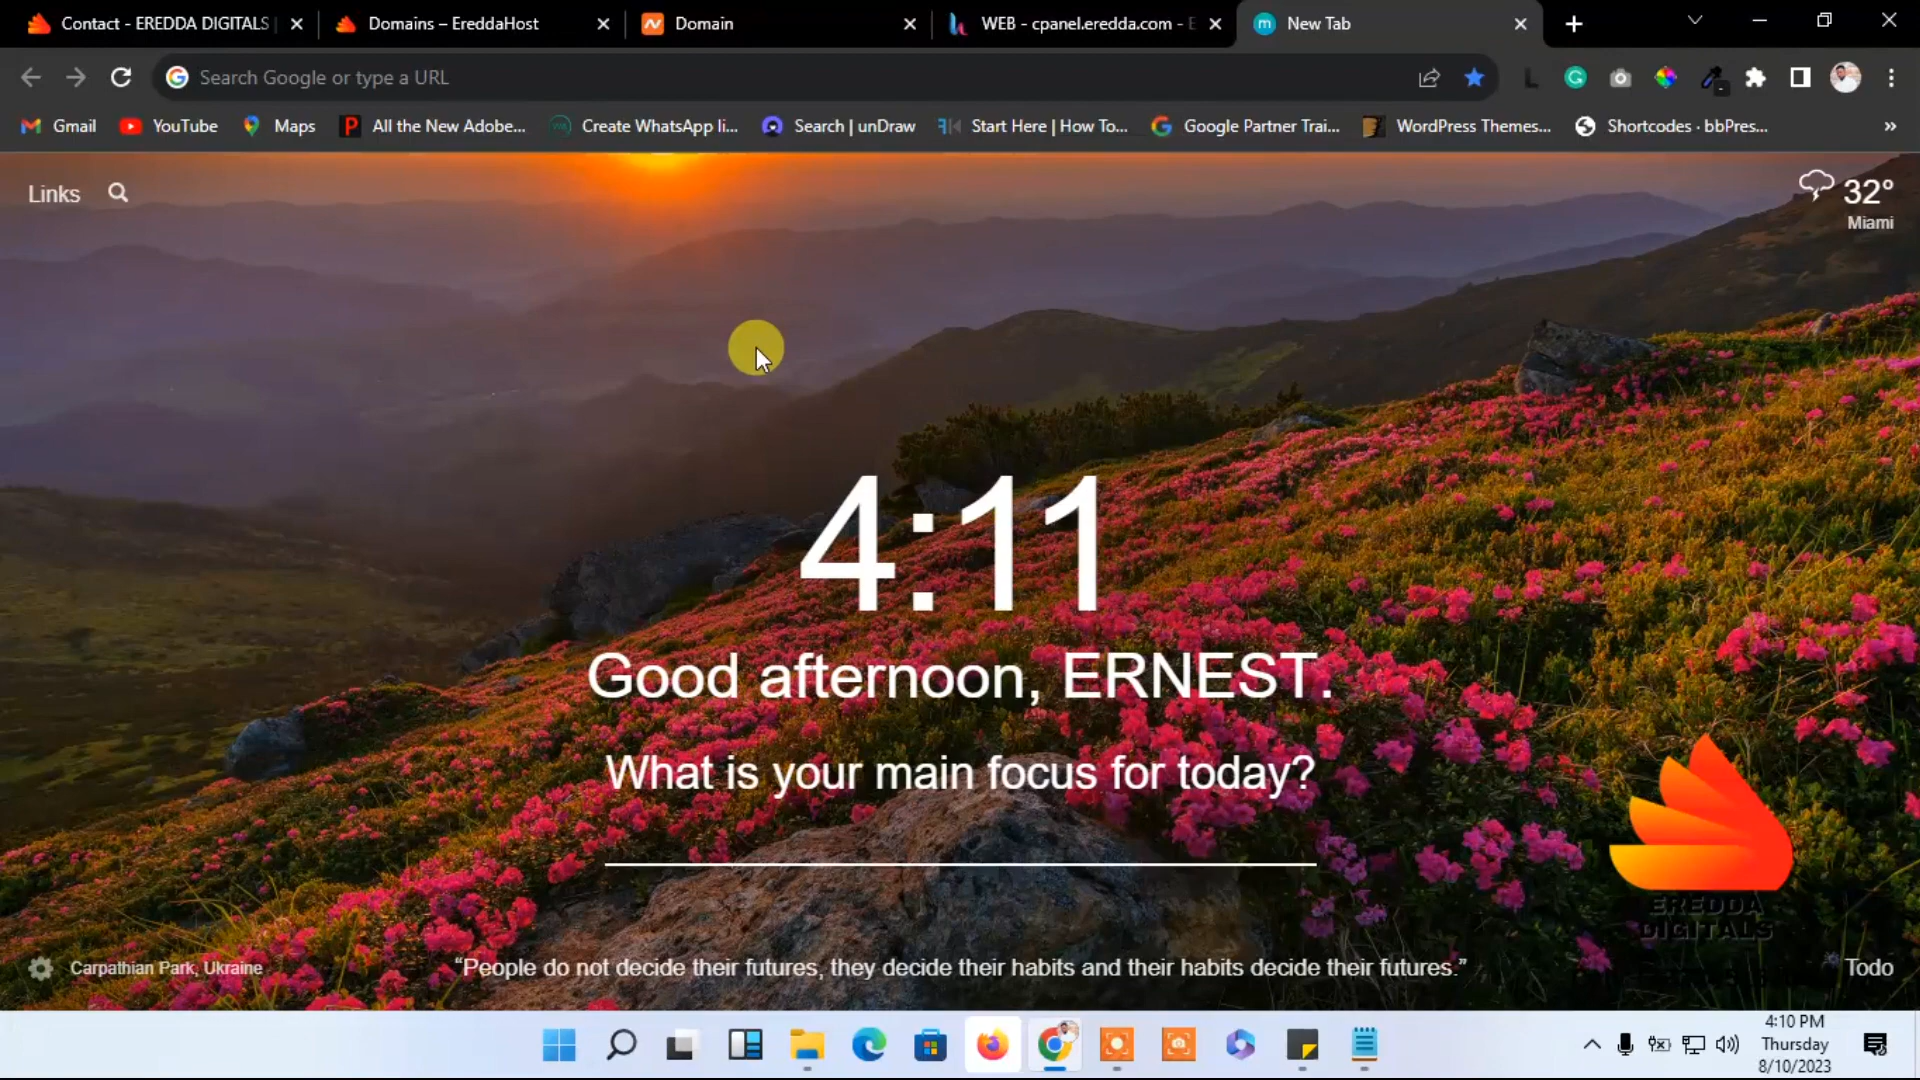 Contact - EREDDA DIGITALS
Domains – EreddaHost
Domain
WEB - cpanel.eredda.com - E
New Tab
Search Google or type a URL
Gmail
YouTube
Maps
All the New Adobe...
Create WhatsApp li...
Search | unDraw
Start Here | How To...
Google Partner Trai...
WordPress Themes...
Shortcodes · bbPres...
»
Links
32°
Miami
4:11
Good afternoon, ERNEST.
What is your main focus for today?
EREDDA
DIGITALS
Carpathian Park, Ukraine
“People do not decide their futures, they decide their habits and their habits decide their futures.”
Todo
4:10 PM
Thursday
8/10/2023